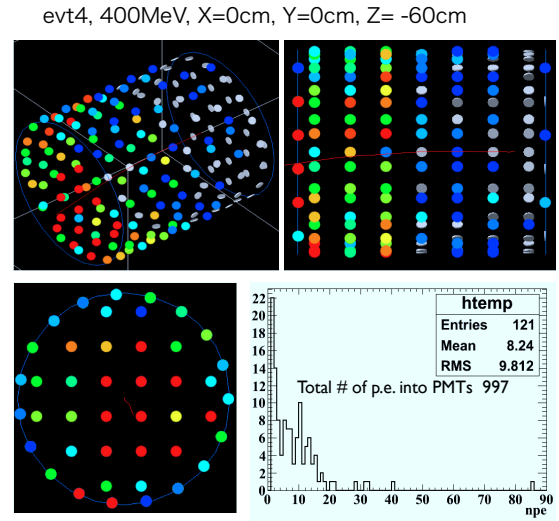 evt4, 400MeV, X=0cm, Y=0cm, Z= -60cm
htemp
Entries 121
Mean 8.24
RMS 9.812
Total # of p.e. into PMTs 997
22
20
18
16
14
12
10
8
6
4
2
0
0 10 20 30 40 50 60 70 80 90
npe